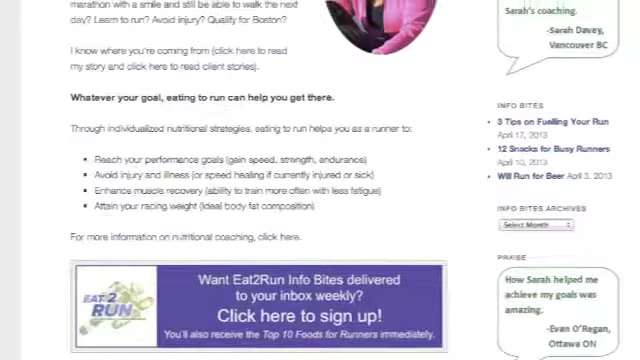 marathon with a smile and still be able to walk the next
day? Learn to run? Avoid injury? Qualify for Boston?
I know where you're coming from (click here to read
my story and click here to read client stories).
Whatever your goal, eating to run can help you get there.
Through individualized nutritional strategies, eating to run helps you as a runner to:
Reach your performance goals (gain speed, strength, endurance)
Avoid injury and illness (or speed healing if currently injured or sick)
Enhance muscle recovery (ability to train more often with less fatigue)
Attain your racing weight (ideal body fat composition)
For more information on nutritional coaching, click here.
EAT 2
RUN
Want Eat2Run Info Bites delivered
to your inbox weekly?
Click here to sign up!
You'll also receive the Top 10 Foods for Runners immediately.
Sarah's coaching.
-Sarah Davey,
Vancouver BC
INFO BITES
3 Tips on Fuelling Your Run
April 17, 2013
12 Snacks for Busy Runners
April 10, 2013
Will Run for Beer April 3, 2013
INFO BITES ARCHIVES
Select Month
PRAISE
How Sarah helped me
achieve my goals was
amazing.
-Evan O'Regan,
Ottawa ON